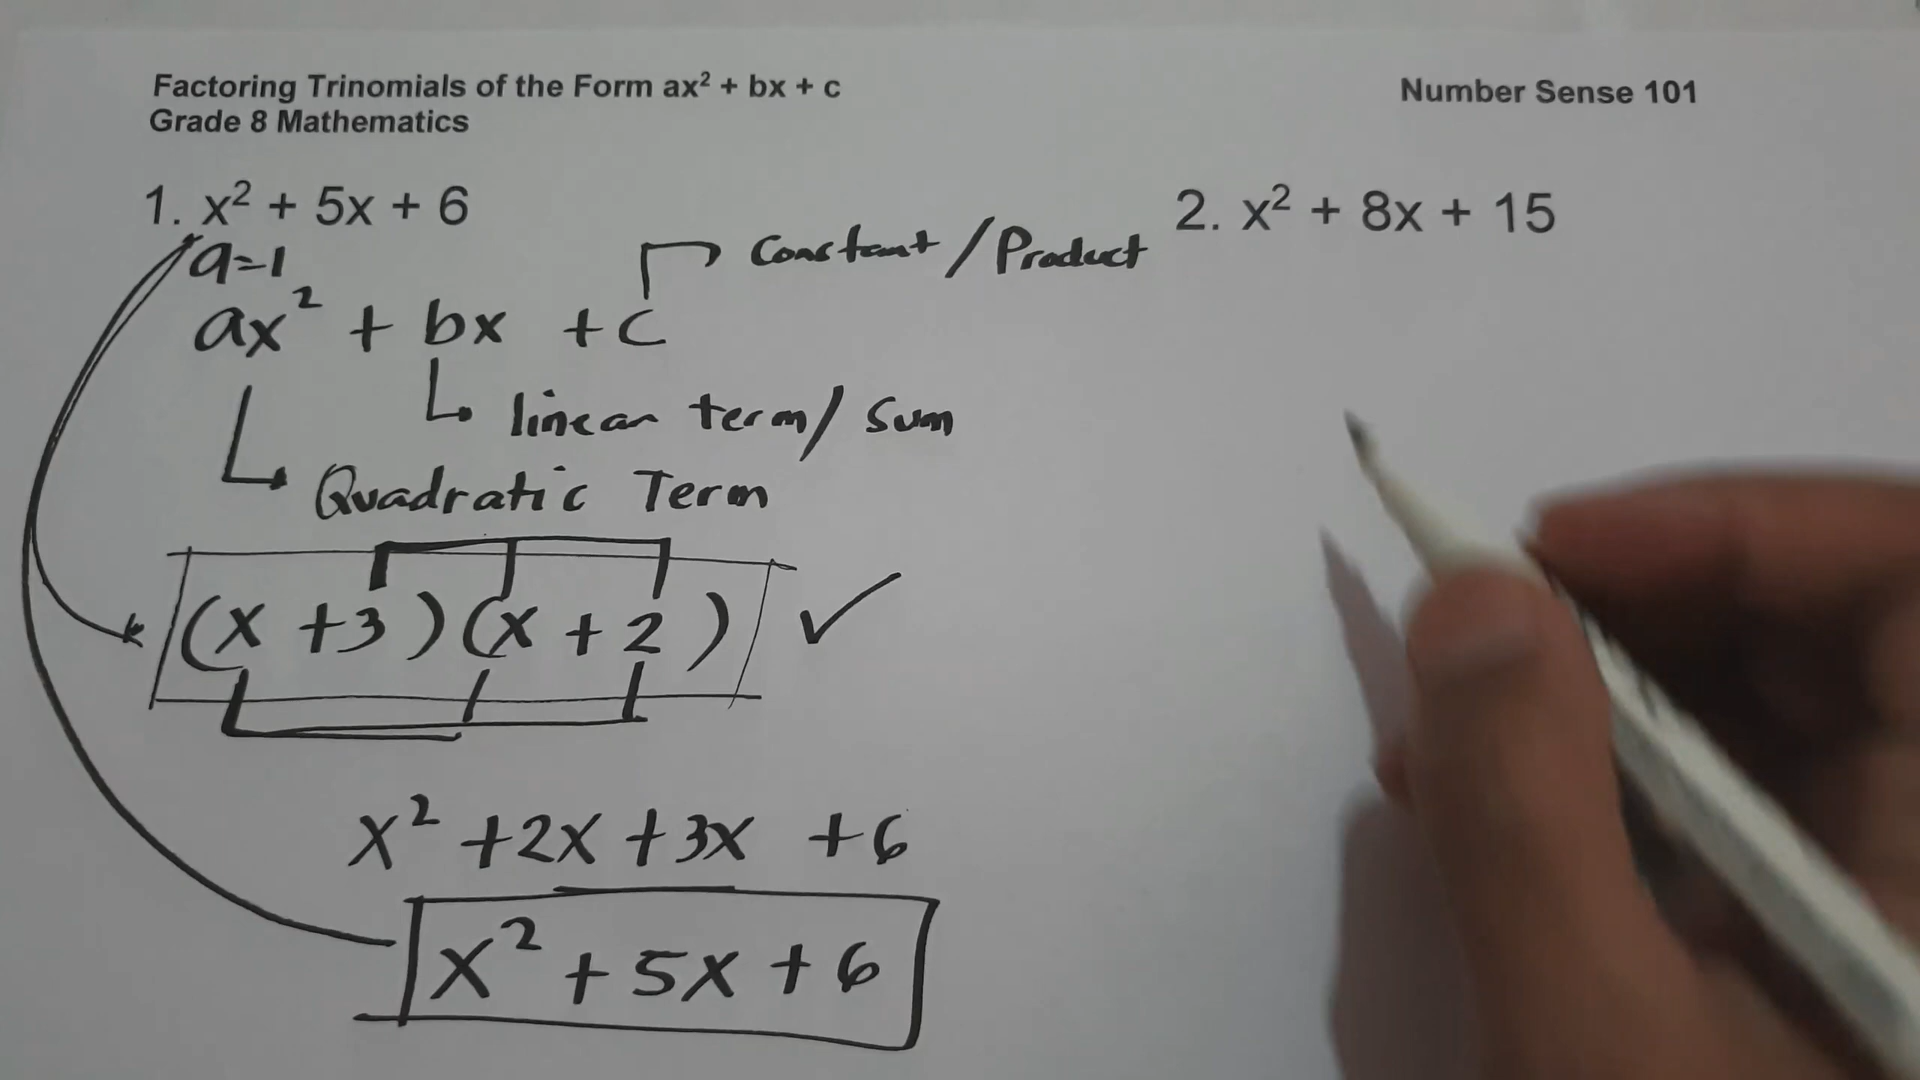 Factoring Trinomials of the Form ax² + bx + c
Number Sense 101
Grade 8 Mathematics
1. x² + 5x + 6
a=1
ax² + bx + c
Constant/Product
linear term/Sum
Quadratic Term
(x +3)(x + 2) ✓
x² +2x +3x +6
x² + 5x + 6
2. x² + 8x + 15